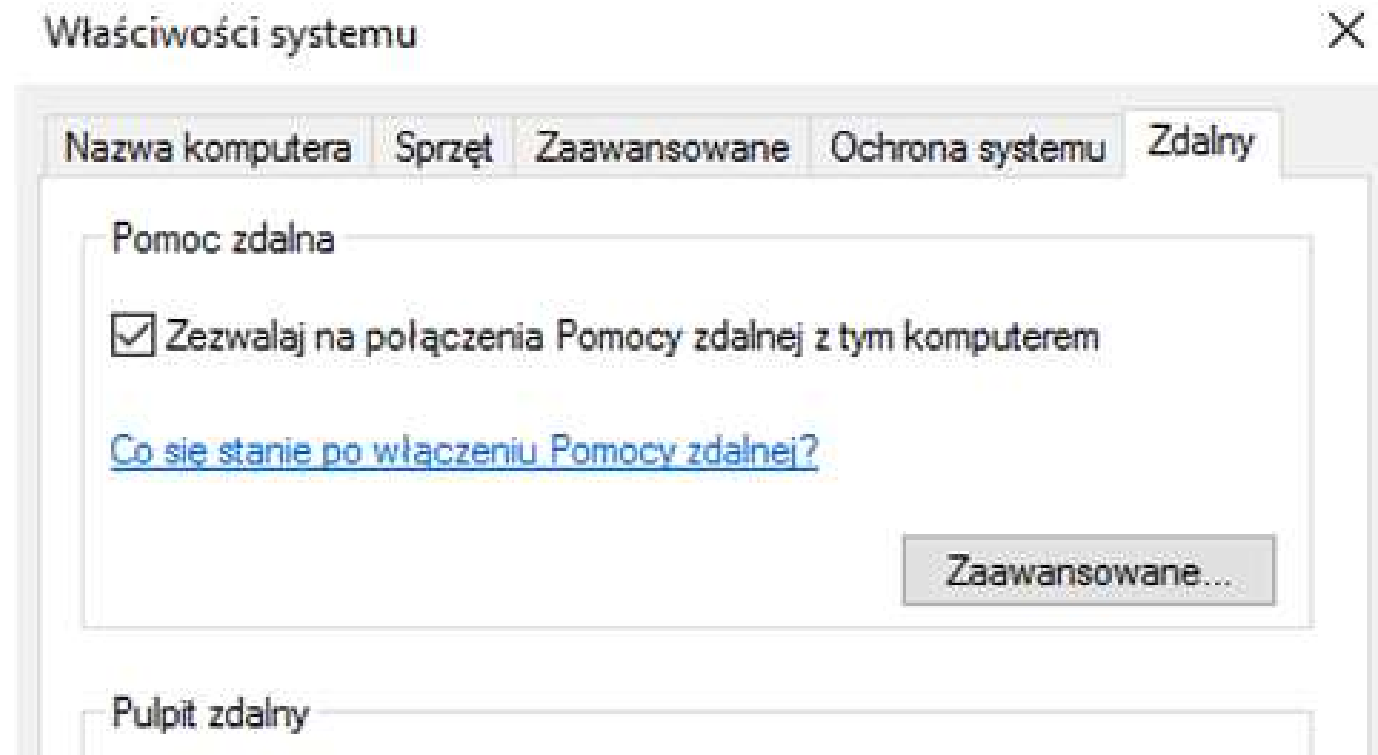 Właściwości systemu
Nazwa komputera Sprzęt Zaawansowane Ochrona systemu Zdalny
Pomoc zdalna
Zezwalaj na połączenia Pomocy zdalnej z tym komputerem
Co się stanie po włączeniu Pomocy zdalnej?
Zaawansowane...
Pulpit zdalny